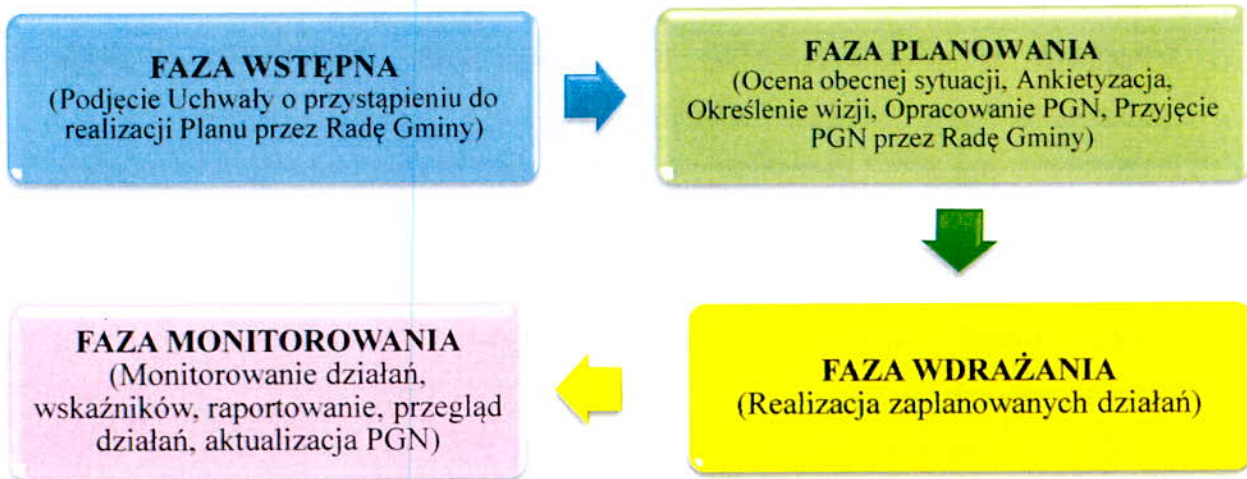 FAZA WSTĘPNA
(Podjęcie Uchwały o przystąpieniu do
realizacji Planu przez Radę Gminy)
FAZA PLANOWANIA
(Ocena obecnej sytuacji, Ankietyzacja,
Określenie wizji, Opracowanie PGN, Przyjęcie
PGN przez Radę Gminy)
FAZA WDRAŻANIA
(Realizacja zaplanowanych działań)
FAZA MONITOROWANIA
(Monitorowanie działań,
wskaźników, raportowanie, przegląd
działań, aktualizacja PGN)